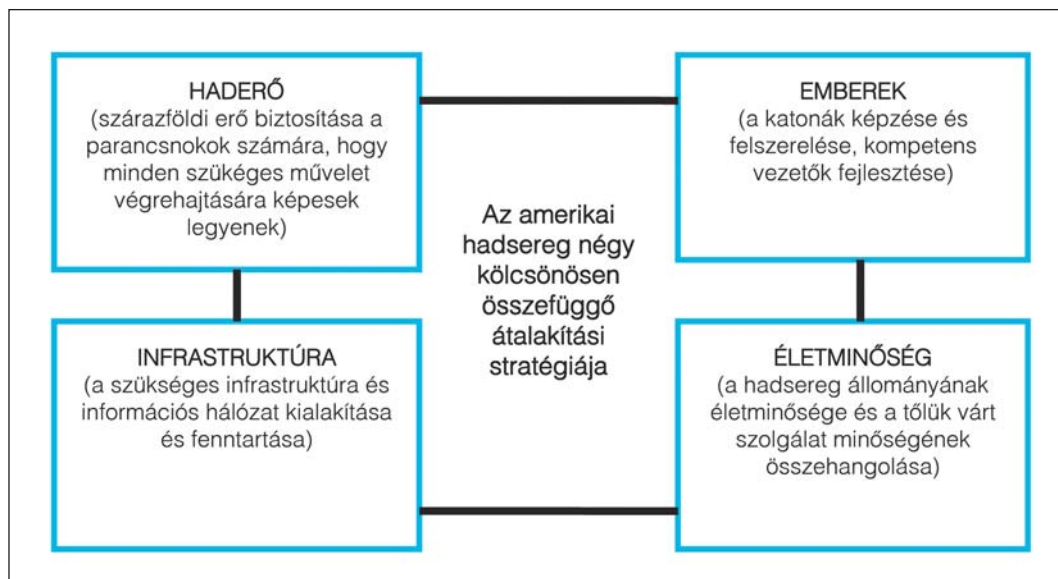 HADERŐ
(szárazföldi erő biztosítása a
parancsnokok számára, hogy
minden szükéges művelet
végrehajtására képesek
legyenek)
EMBEREK
(a katonák képzése és
felszerelése, kompetens
vezetők fejlesztése)
Az amerikai
hadsereg négy
kölcsönösen
összefüggő
átalakítási
stratégiája
INFRASTRUKTÚRA
(a szükséges infrastruktúra és
információs hálózat kialakítása
és fenntartása)
ÉLETMINŐSÉG
(a hadsereg állományának
életminősége és a tőlük várt
szolgálat minőségének
összehangolása)